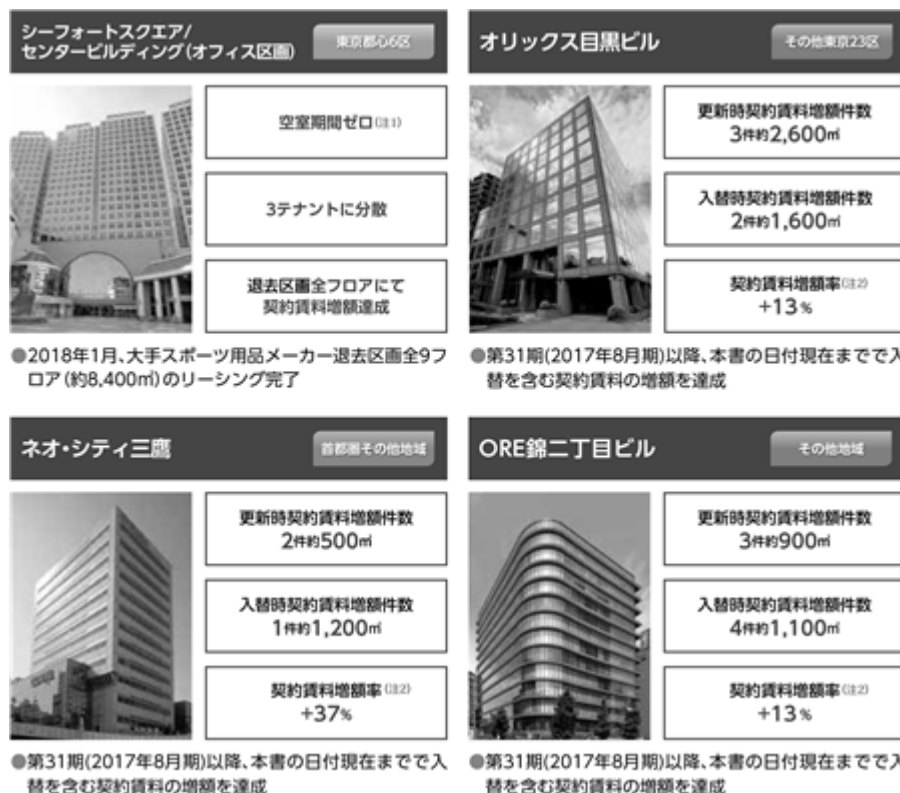 シーフォートスクエア/
センタービルディング(オフィス区画)
東京都心6区
空室期間ゼロ(注1)
3テナントに分散
退去区画全フロアにて
契約賃料増額達成
●2018年1月、大手スポーツ用品メーカー退去区画全9フ
ロア(約8,400㎡)のリーシング完了
オリックス目黒ビル
その他東京23区
更新時契約賃料増額件数
3件約2,600㎡
入替時契約賃料増額件数
2件約1,600㎡
契約賃料増額率(注2)
+13%
●第31期(2017年8月期)以降、本書の日付現在までで入
替を含む契約賃料の増額を達成
ネオ・シティ三鷹
首都圏その他地域
更新時契約賃料増額件数
2件約500㎡
入替時契約賃料増額件数
1件約1,200㎡
契約賃料増額率(注2)
+37%
●第31期(2017年8月期)以降、本書の日付現在までで入
替を含む契約賃料の増額を達成
ORE錦二丁目ビル
その他地域
更新時契約賃料増額件数
3件約900㎡
入替時契約賃料増額件数
4件約1,100㎡
契約賃料増額率(注2)
+13%
●第31期(2017年8月期)以降、本書の日付現在までで入
替を含む契約賃料の増額を達成